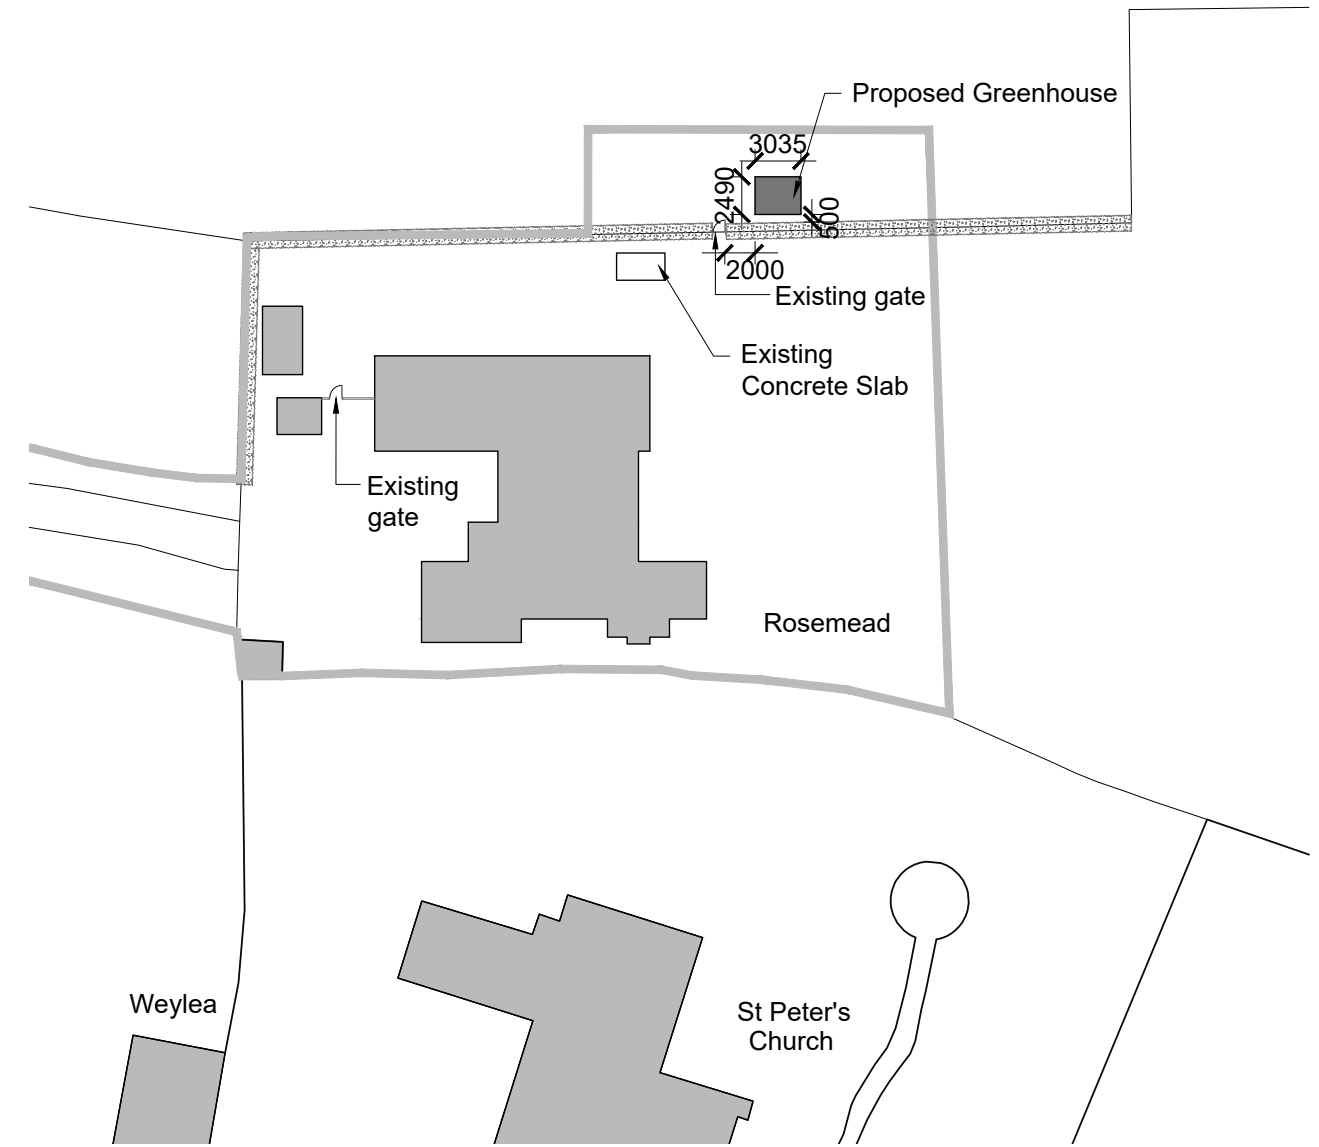 Proposed Greenhouse
3035
2490
500
2000
Existing gate
Existing
Concrete Slab
Existing
gate
Rosemead
Weylea
St Peter's
Church